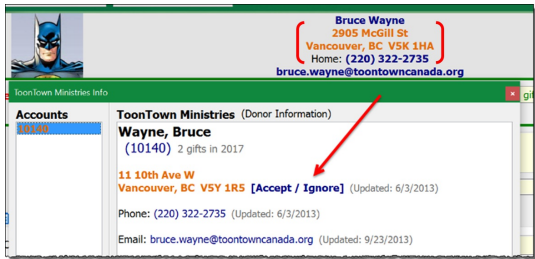 Bruce Wayne
2905 McGill St
Vancouver, BC V5K 1HA
Home: (220) 322-2735
bruce.wayne@toontowncanada.org
ToonTown Ministries Info
gif
Accounts
10140
ToonTown Ministries (Donor Information)
Wayne, Bruce
(10140) 2 gifts in 2017
11 10th Ave W
Vancouver, BC V5Y 1R5 [Accept / Ignore] (Updated: 6/3/2013)
Phone: (220) 322-2735 (Updated: 6/3/2013)
Email: bruce.wayne@toontowncanada.org (Updated: 9/23/2013)